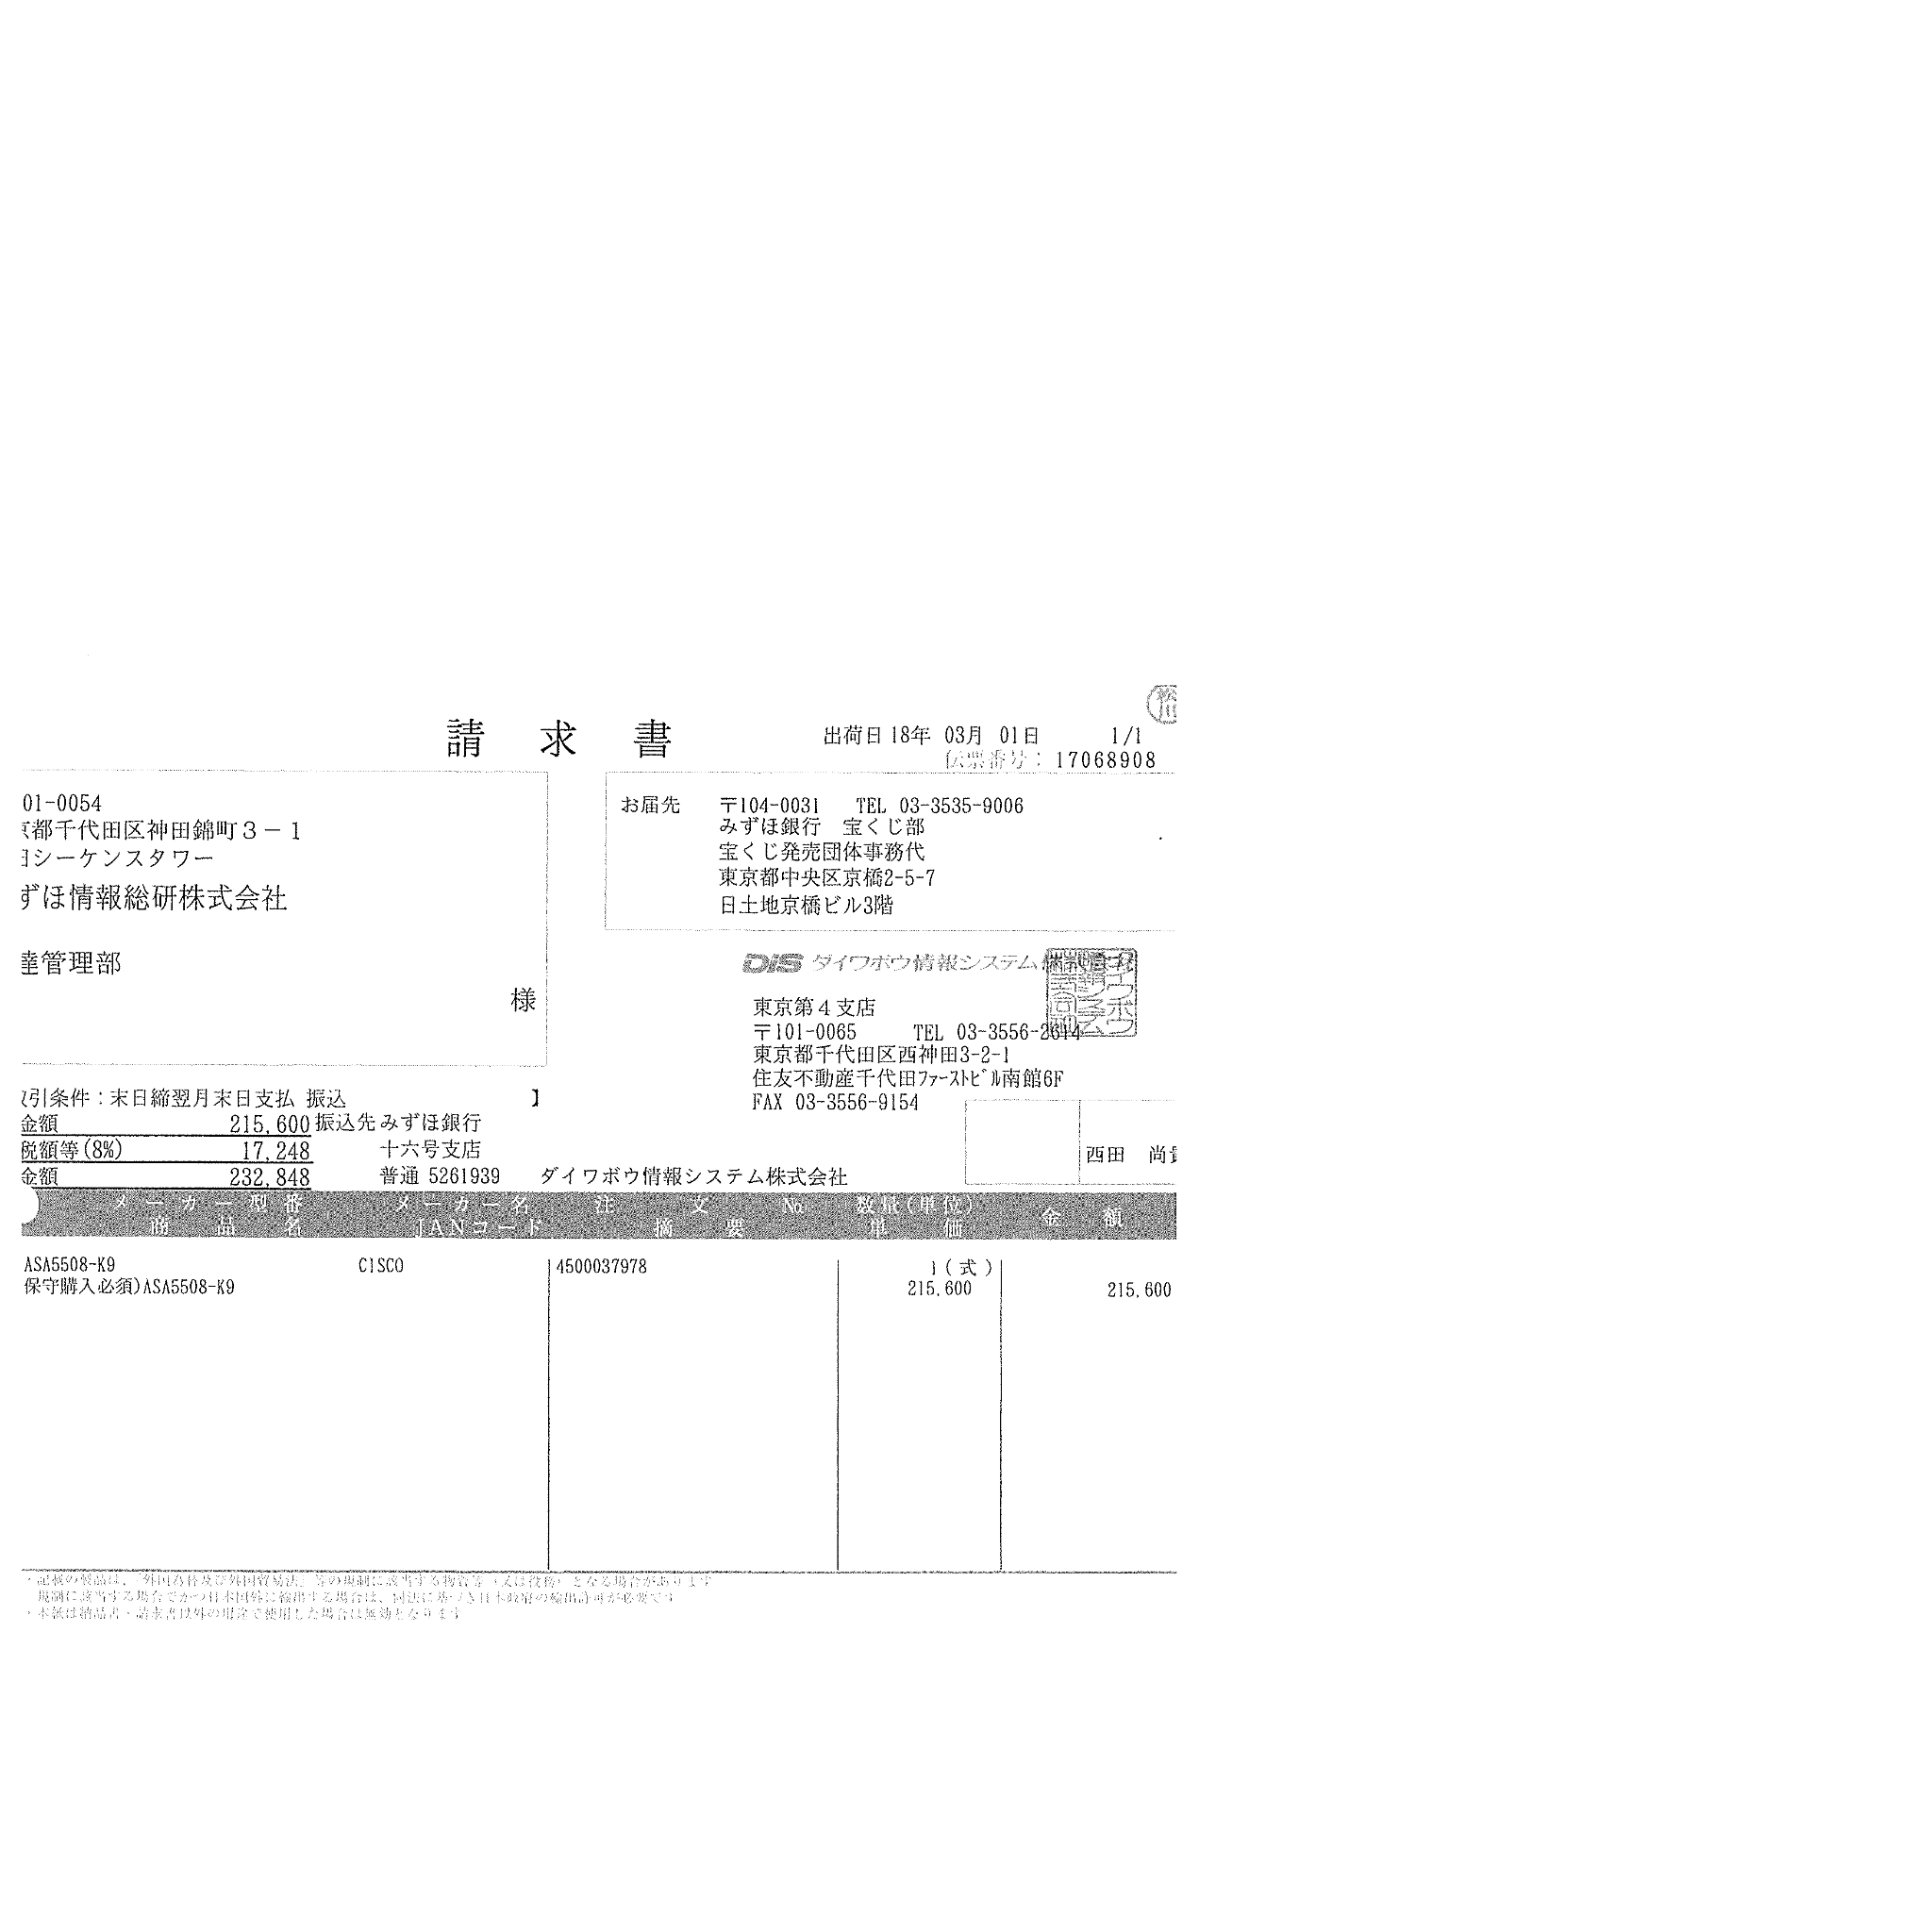 請求書
出荷日 18年 03月 01日 1/1
伝票番号：17068908
01-0054
都千代田区神田錦町３－１
シーケンスタワー
ずほ情報総研株式会社
管理部
様
お届先 〒104-0031 TEL 03-3535-9006
みずほ銀行 宝くじ部
宝くじ発売団体事務代
東京都中央区京橋2-5-7
日土地京橋ビル3階
DiS ダイワボウ情報システム株式会社
東京第４支店
〒101-0065 TEL 03-3556-2614
東京都千代田区西神田3-2-1
住友不動産千代田ﾌｧｰｽﾄﾋﾞﾙ南館6F
FAX 03-3556-9154
西田 尚
引条件：末日締翌月末日支払 振込 】
金額 215,600 振込先 みずほ銀行
税額等(8%) 17,248 十六号支店
金額 232,848 普通 5261939 ダイワボウ情報システム株式会社
メーカー型番 メーカー名 注文No. 数量(単位) 金額
商品名 JANコード 摘要 単価
ASA5508-K9 CISCO 4500037978 1(式)
保守購入必須)ASA5508-K9 215,600 215,600
・記載の製品は、「外国為替及び外国貿易法」等の規制に該当する物資等（又は役務）となる場合があります
規制に該当する場合でかつ日本国外に輸出する場合は、同法に基づき日本政府の輸出許可が必要です
・本紙は納品書・請求書以外の用途で使用した場合は無効となります